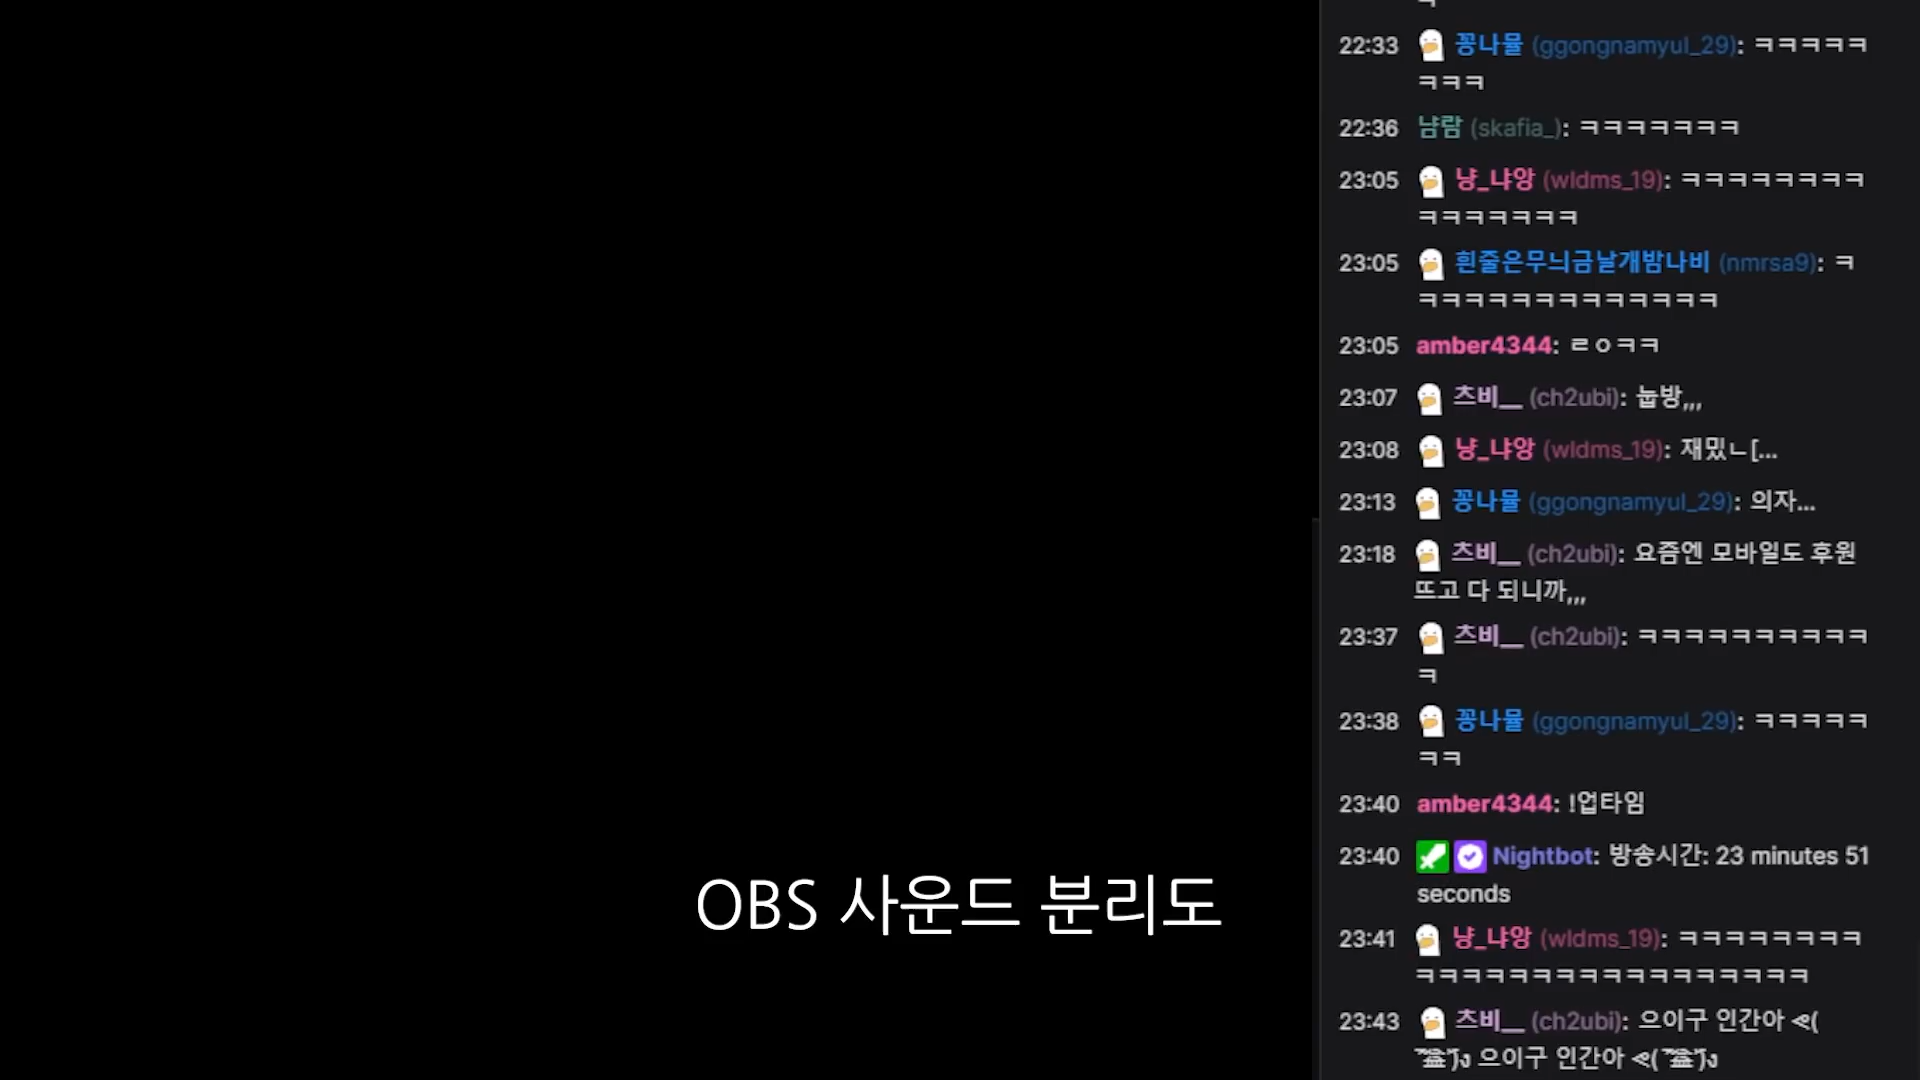 22:33 꽁나뮬 (ggongnamyul_29): ㅋㅋㅋㅋㅋ
ㅋㅋㅋ
22:36 냠람 (skafia_): ㅋㅋㅋㅋㅋㅋㅋ
23:05 냥_냐앙 (wldms_19): ㅋㅋㅋㅋㅋㅋㅋㅋ
ㅋㅋㅋㅋㅋㅋㅋ
23:05 흰줄은무늬금날개밤나비 (nmrsa9): ㅋ
ㅋㅋㅋㅋㅋㅋㅋㅋㅋㅋㅋㅋㅋ
23:05 amber4344: ㄹㅇㅋㅋ
23:07 츠비__ (ch2ubi): 눕방,,,
23:08 냥_냐앙 (wldms_19): 재밌ㄴ[...
23:13 꽁나뮬 (ggongnamyul_29): 의자...
23:18 츠비__ (ch2ubi): 요즘엔 모바일도 후원
뜨고 다 되니까,,,
23:37 츠비__ (ch2ubi): ㅋㅋㅋㅋㅋㅋㅋㅋㅋㅋ
ㅋ
23:38 꽁나뮬 (ggongnamyul_29): ㅋㅋㅋㅋㅋ
ㅋㅋ
23:40 amber4344: !업타임
23:40 Nightbot: 방송시간: 23 minutes 51
seconds
23:41 냥_냐앙 (wldms_19): ㅋㅋㅋㅋㅋㅋㅋㅋ
ㅋㅋㅋㅋㅋㅋㅋㅋㅋㅋㅋㅋㅋㅋㅋㅋㅋ
23:43 츠비__ (ch2ubi): 으이구 인간아
으이구 인간아
OBS 사운드 분리도